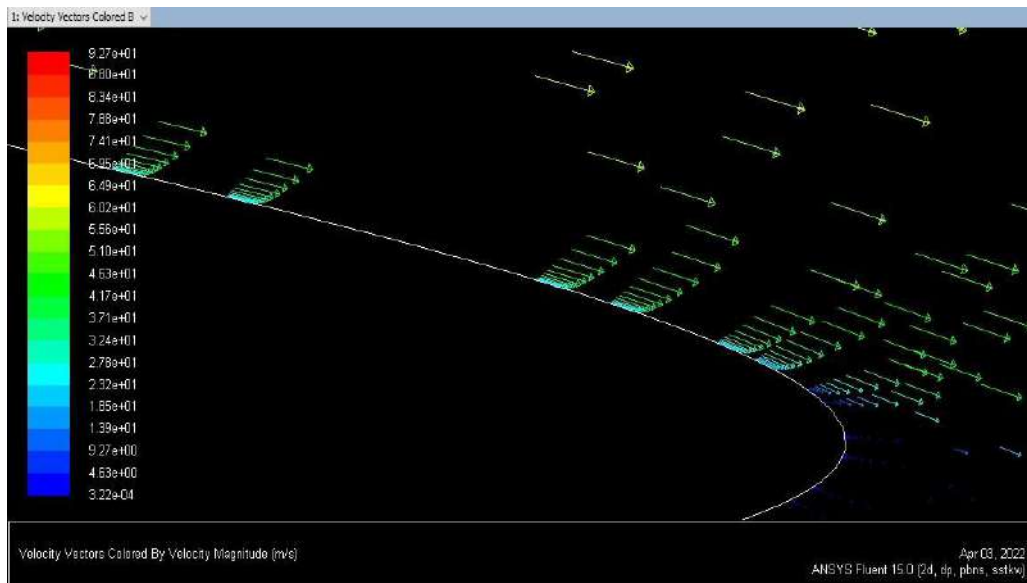 1: Velocity Vectors Colored B
9.27e+01
8.80e+01
8.34e+01
7.88e+01
7.41e+01
6.95e+01
6.49e+01
6.02e+01
5.56e+01
5.10e+01
4.63e+01
4.17e+01
3.71e+01
3.24e+01
2.78e+01
2.32e+01
1.85e+01
1.39e+01
9.27e+00
4.63e+00
3.22e-04
Velocity Vectors Colored By Velocity Magnitude (m/s)
Apr 03, 2022
ANSYS Fluent 15.0 (2d, dp, pbns, sstkw)